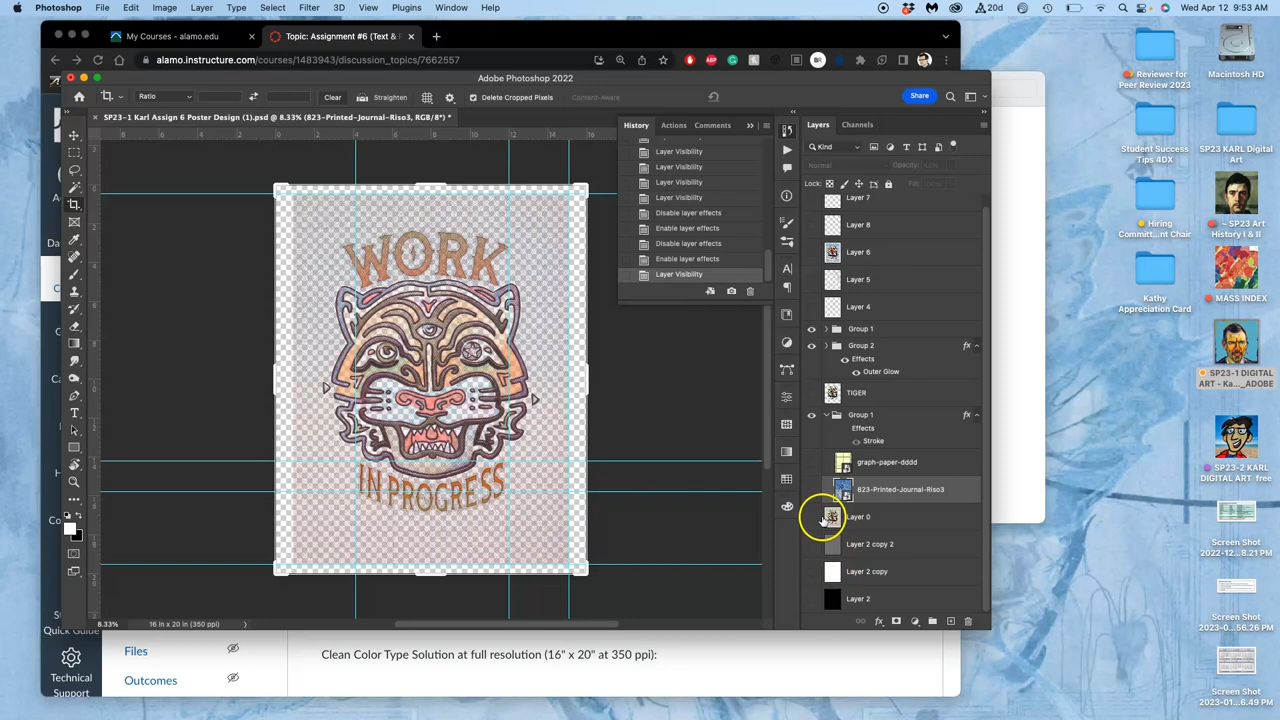 Photoshop File Edit Image Layer Type Select Filter 3D View Plugins Window Help 20d Wed Apr 12 9:53 AM
My Courses - alamo.edu
Topic: Assignment #6 (Text & F
alamo.instructure.com/courses/1483943/discussion_topics/7662557
Adobe Photoshop 2022
Ratio
Clear
Straighten
Delete Cropped Pixels
Content-Aware
Share
SP23-1 Karl Assign 6 Poster Design (1).psd @ 8.33% (823-Printed-Journal-Riso3, RGB/8*) *
History Actions Comments
Layer Visibility
Layer Visibility
Layer Visibility
Layer Visibility
Disable layer effects
Enable layer effects
Disable layer effects
Enable layer effects
Layer Visibility
Layers Channels
Kind
Normal
Opacity:
Lock:
Fill:
Layer 7
Layer 8
Layer 6
Layer 5
Layer 4
Group 1
Group 2
Effects
Outer Glow
TIGER
Group 1
Effects
Stroke
graph-paper-dddd
823-Printed-Journal-Riso3
Layer 0
Layer 2 copy 2
Layer 2 copy
Layer 2
WORK
IN PROGRESS
8.33%
16 in x 20 in (350 ppi)
Quick Guide
Technical
Support
Files
Outcomes
Clean Color Type Solution at full resolution (16" x 20" at 350 ppi):
Reviewer for
Peer Review 2023
Macintosh HD
Student Success
Tips 4DX
SP23 KARL Digital
Art
Hiring
Committ...nt Chair
~ SP23 Art
History I & II
Kathy
Appreciation Card
MASS INDEX
SP23-1 DIGITAL
ART - Ka..._ADOBE
SP23-2 KARL
DIGITAL ART free
Screen Shot
2022-12...8.21 PM
Screen Shot
2023-0...56.26 PM
Screen Shot
2023-01...6.49 PM